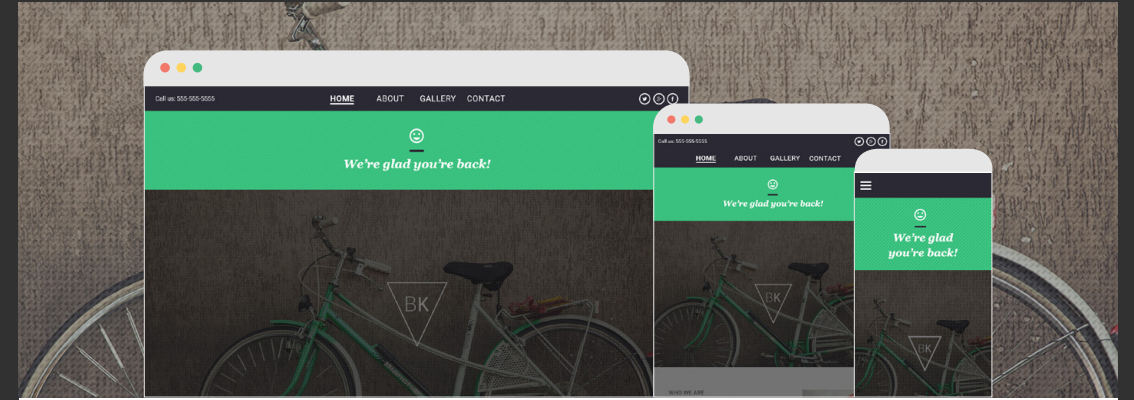 Call us: 555-555-5555
HOME ABOUT GALLERY CONTACT
We're glad you're back!
BK
Call us: 555-555-5555
HOME ABOUT GALLERY CONTACT
We're glad you're back!
BK
WHO WE ARE
We're glad
you're back!
BK